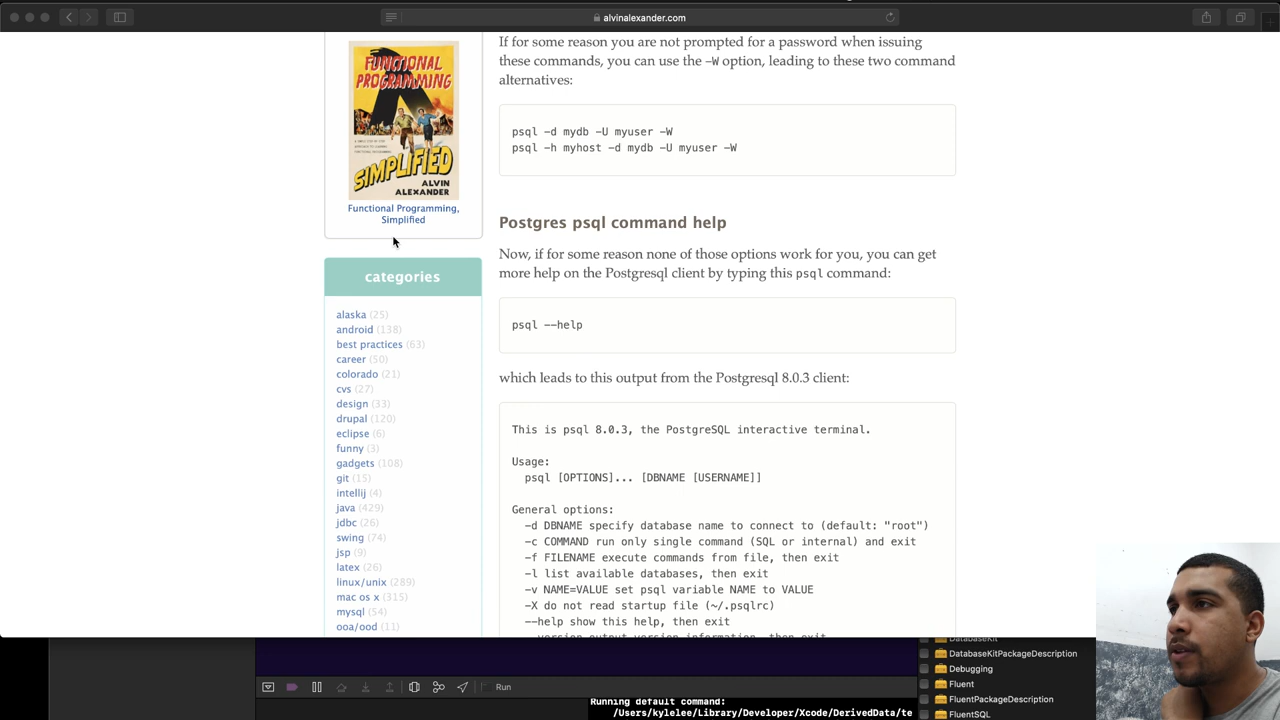 alvinalexander.com
FUNCTIONAL
PROGRAMMING,
SIMPLIFIED
ALVIN
ALEXANDER
Functional Programming,
Simplified
categories
alaska (25)
android (138)
best practices (63)
career (50)
colorado (21)
cvs (27)
design (33)
drupal (120)
eclipse (6)
funny (3)
gadgets (108)
git (15)
intellij (4)
java (429)
jdbc (26)
swing (74)
jsp (9)
latex (26)
linux/unix (289)
mac os x (315)
mysql (54)
ooa/ood (11)
If for some reason you are not prompted for a password when issuing
these commands, you can use the -W option, leading to these two command
alternatives:
psql -d mydb -U myuser -W
psql -h myhost -d mydb -U myuser -W
Postgres psql command help
Now, if for some reason none of those options work for you, you can get
more help on the Postgresql client by typing this psql command:
psql --help
which leads to this output from the Postgresql 8.0.3 client:
This is psql 8.0.3, the PostgreSQL interactive terminal.
Usage:
psql [OPTIONS]... [DBNAME [USERNAME]]
General options:
-d DBNAME specify database name to connect to (default: "root")
-c COMMAND run only single command (SQL or internal) and exit
-f FILENAME execute commands from file, then exit
-l list available databases, then exit
-v NAME=VALUE set psql variable NAME to VALUE
-X do not read startup file (~/.psqlrc)
--help show this help, then exit
--version output version information, then exit
Run
Running default command:
/Users/kylelee/Library/Developer/Xcode/DerivedData/te
DatabaseKit
DatabaseKitPackageDescription
Debugging
Fluent
FluentPackageDescription
FluentSQL